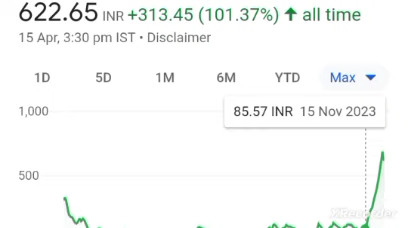 622.65 INR +313.45 (101.37%) ↑ all time
15 Apr, 3:30 pm IST • Disclaimer
1D 5D 1M 6M YTD Max
85.57 INR 15 Nov 2023
1,000
500
XRecorder